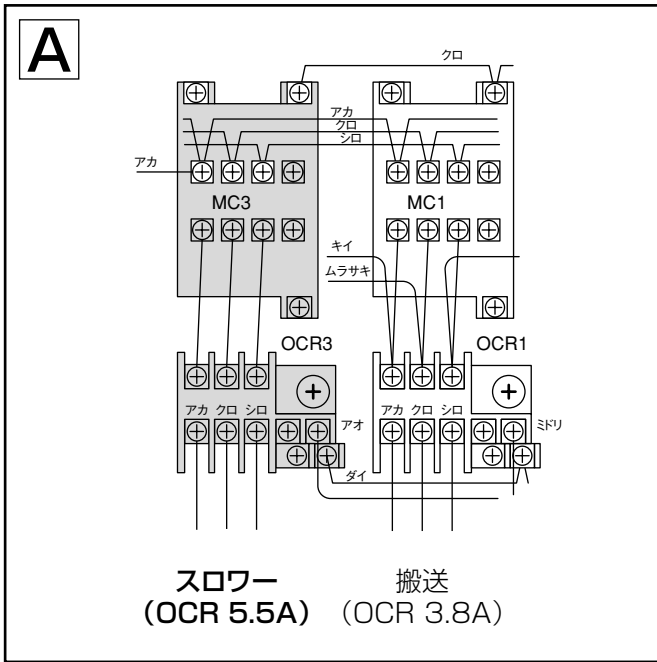 A
クロ
アカ
クロ
シロ
アカ
MC3
MC1
キイ
ムラサキ
OCR3
OCR1
アカ クロ シロ
アオ
アカ クロ シロ
ミドリ
ダイ
スロワー
(OCR 5.5A)
搬送
(OCR 3.8A)